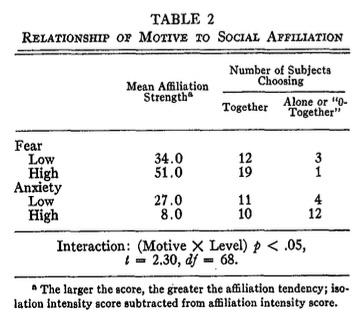 TABLE 2
RELATIONSHIP OF MOTIVE TO SOCIAL AFFILIATION
Mean Affiliation Strengthª
Number of Subjects Choosing
Together
Alone or "0-Together"
Fear
Low 34.0 12 3
High 51.0 19 1
Anxiety
Low 27.0 11 4
High 8.0 10 12
Interaction: (Motive X Level) p < .05,
t = 2.30, df = 68.
ª The larger the score, the greater the affiliation tendency; iso-
lation intensity score subtracted from affiliation intensity score.